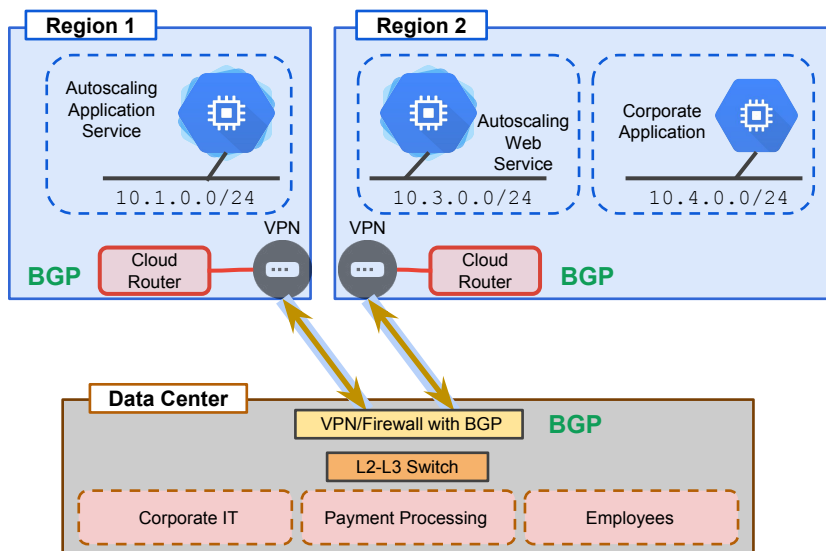 Region 1
Region 2
Autoscaling
Application
Service
10.1.0.0/24
Autoscaling
Web
Service
10.3.0.0/24
Corporate
Application
10.4.0.0/24
VPN
VPN
BGP
Cloud
Router
Cloud
Router
BGP
Data Center
VPN/Firewall with BGP
BGP
L2-L3 Switch
Corporate IT
Payment Processing
Employees